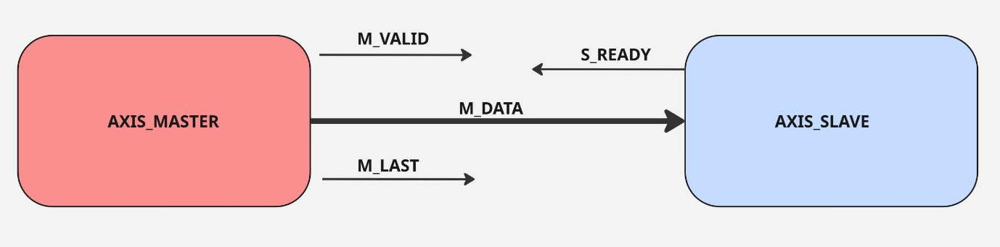 M_VALID
S_READY
M_DATA
AXIS_MASTER
AXIS_SLAVE
M_LAST